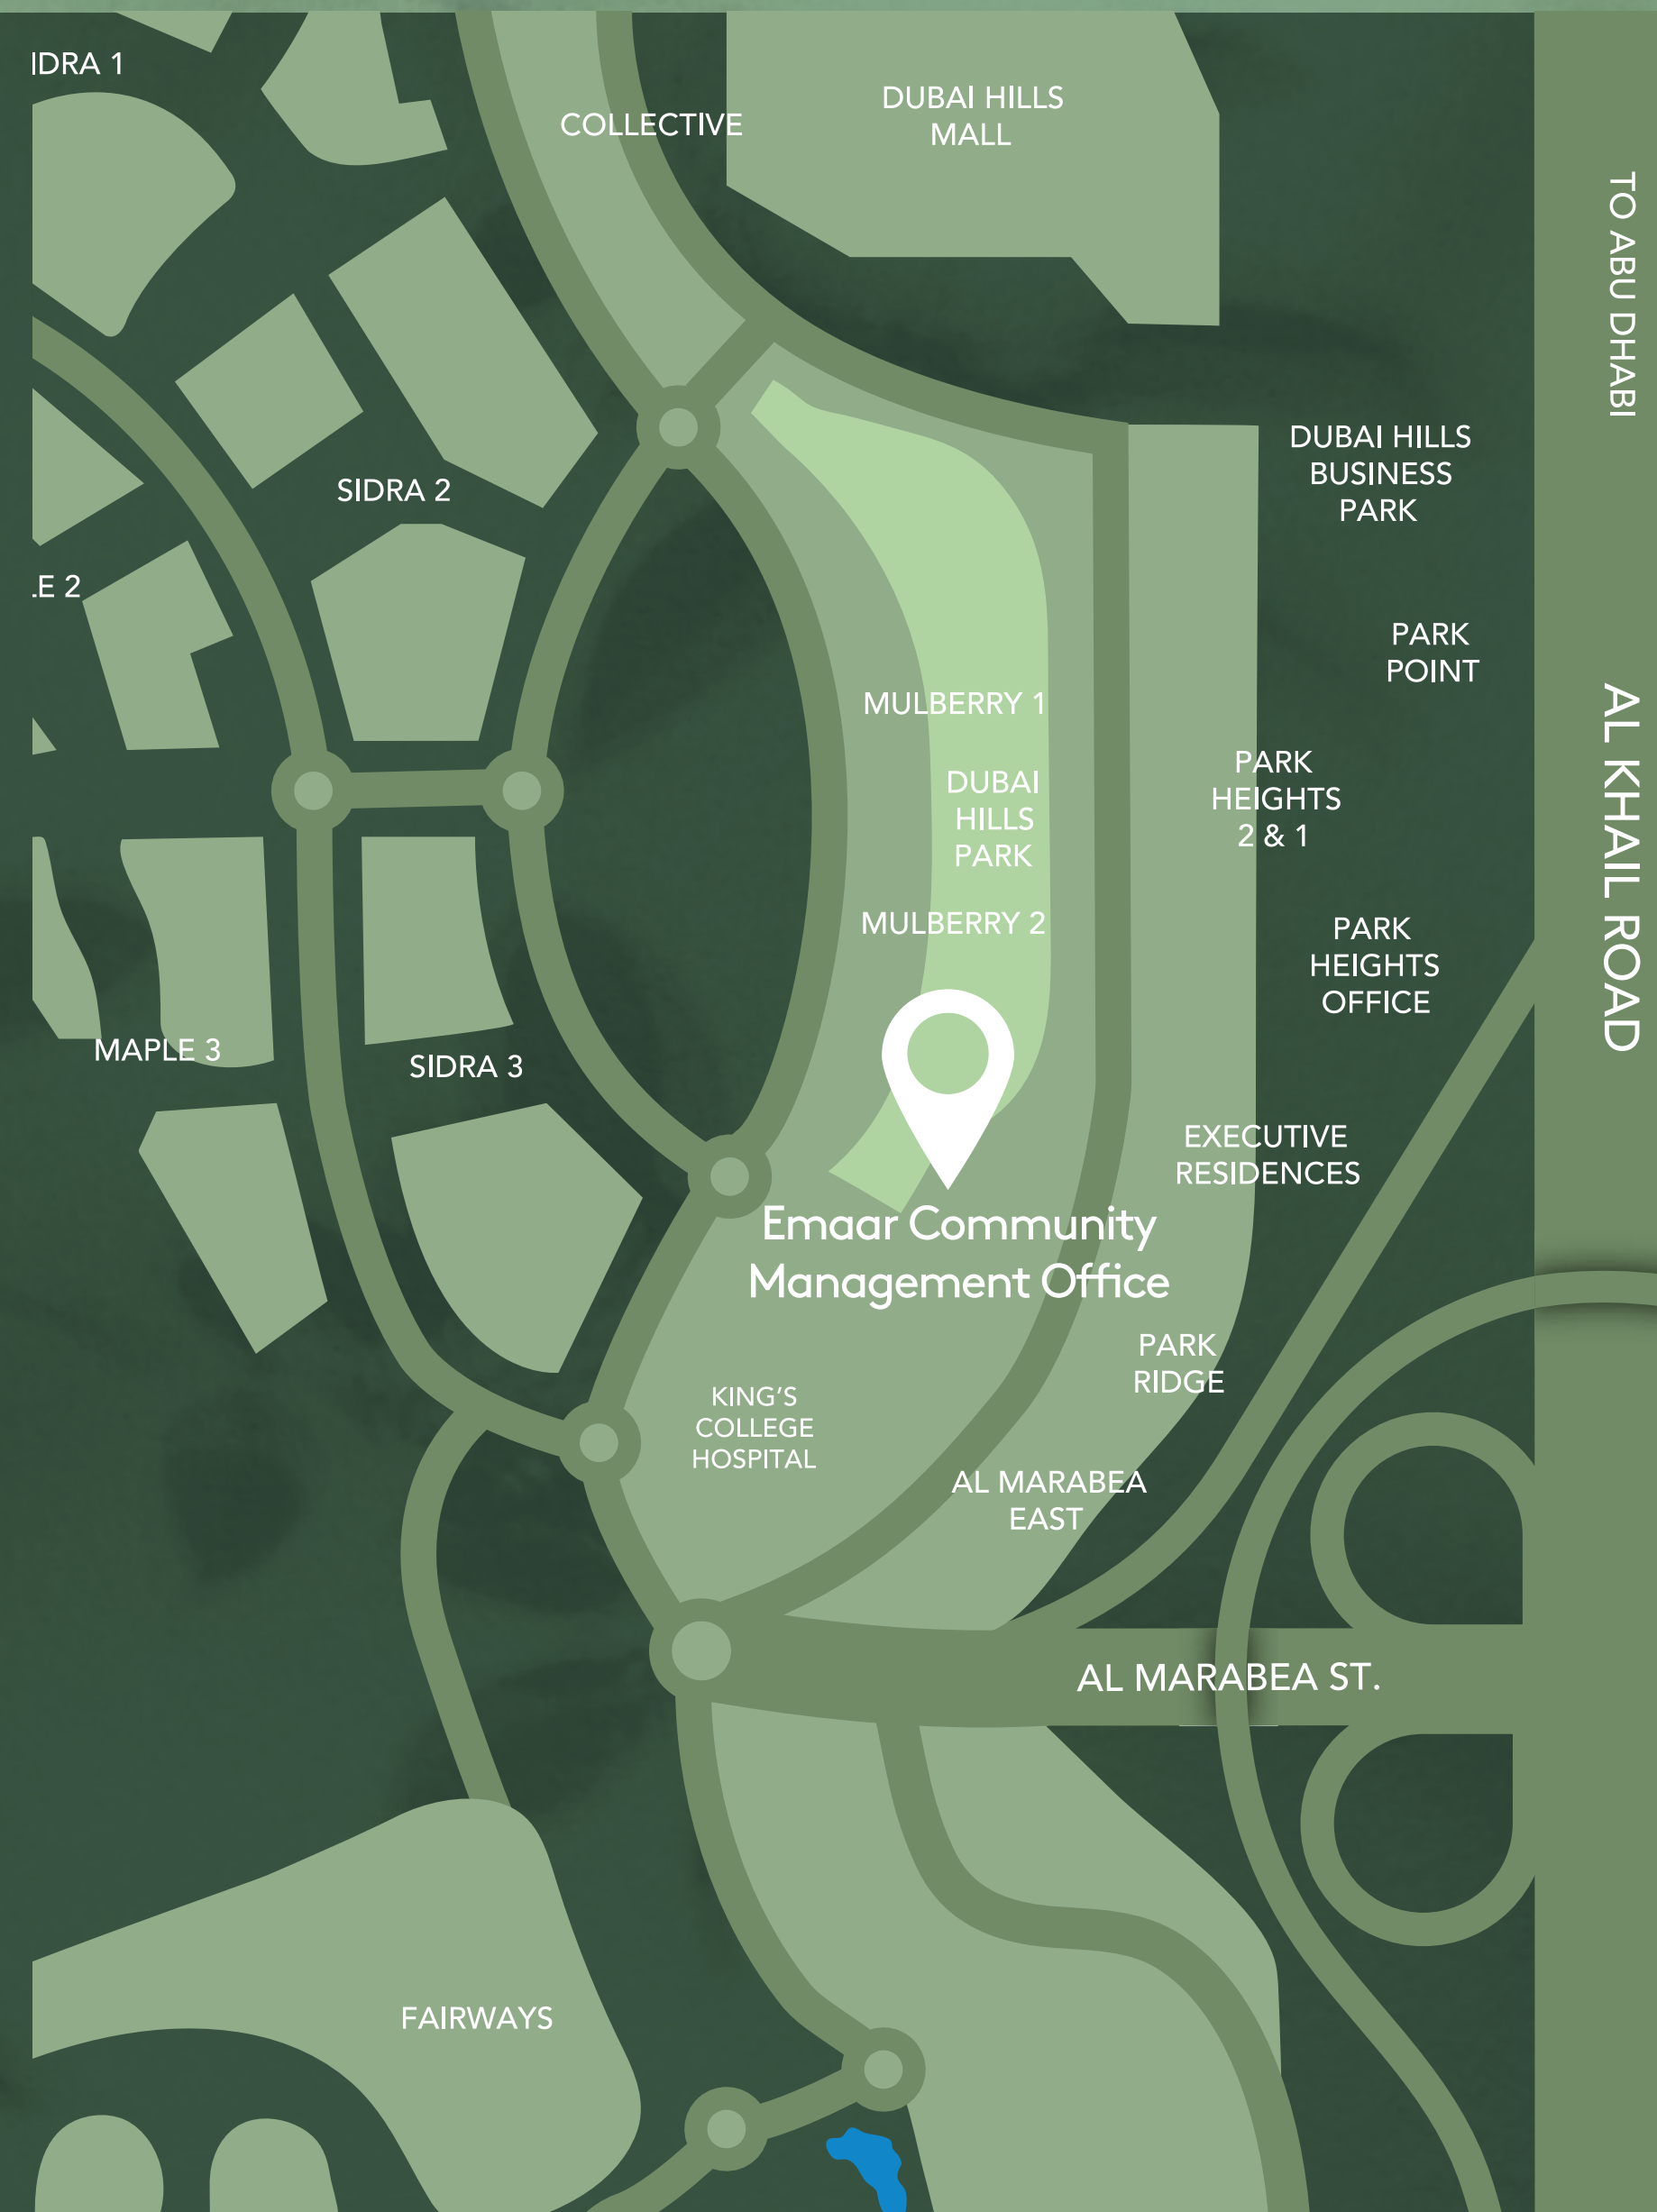 IDRA 1
COLLECTIVE
DUBAI HILLS
MALL
TO ABU DHABI
DUBAI HILLS
BUSINESS
PARK
SIDRA 2
.E 2
PARK
POINT
MULBERRY 1
AL KHAIL ROAD
PARK
HEIGHTS
2 & 1
DUBAI
HILLS
PARK
MULBERRY 2
PARK
HEIGHTS
OFFICE
MAPLE 3
SIDRA 3
EXECUTIVE
RESIDENCES
Emaar Community
Management Office
PARK
RIDGE
KING’S
COLLEGE
HOSPITAL
AL MARABEA
EAST
AL MARABEA ST.
FAIRWAYS